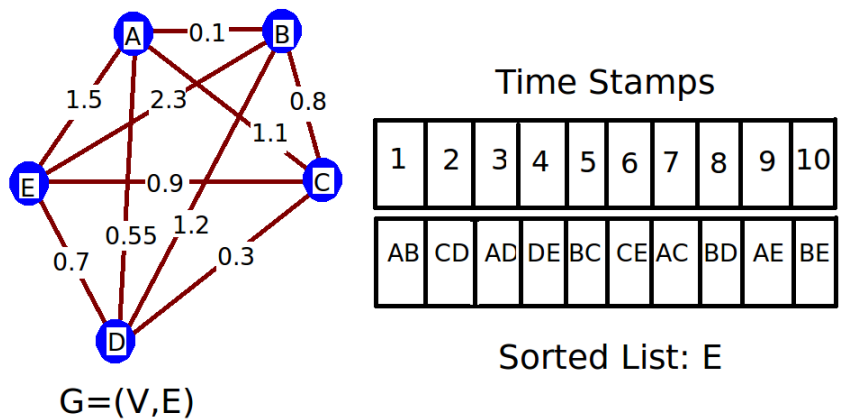 A
0.1
B
1.5
2.3
0.8
1.1
E
0.9
C
0.55
1.2
0.7
0.3
D
G=(V,E)
Time Stamps
1 2 3 4 5 6 7 8 9 10
AB CD AD DE BC CE AC BD AE BE
Sorted List: E